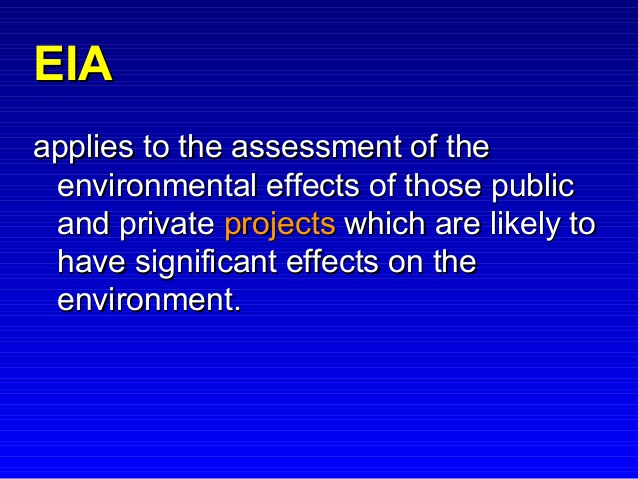 EIA
applies to the assessment of the
environmental effects of those public
and private projects which are likely to
have significant effects on the
environment.